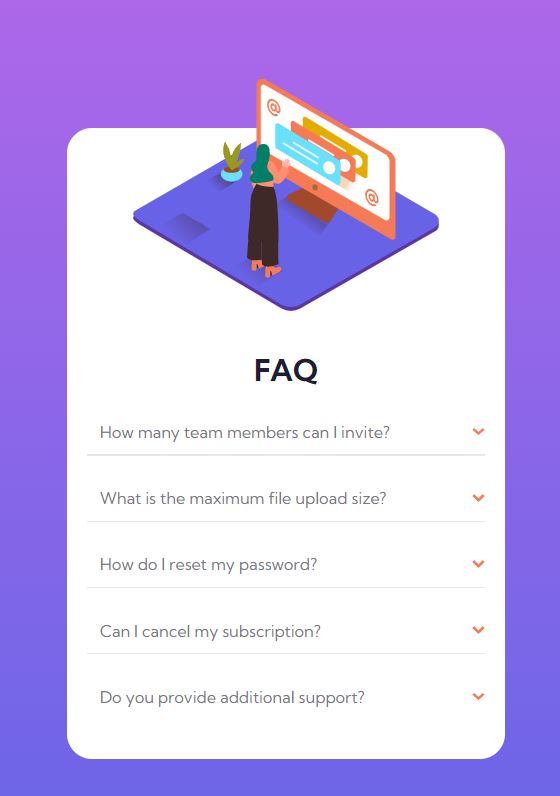 @
@
FAQ
How many team members can I invite?
What is the maximum file upload size?
How do I reset my password?
Can I cancel my subscription?
Do you provide additional support?